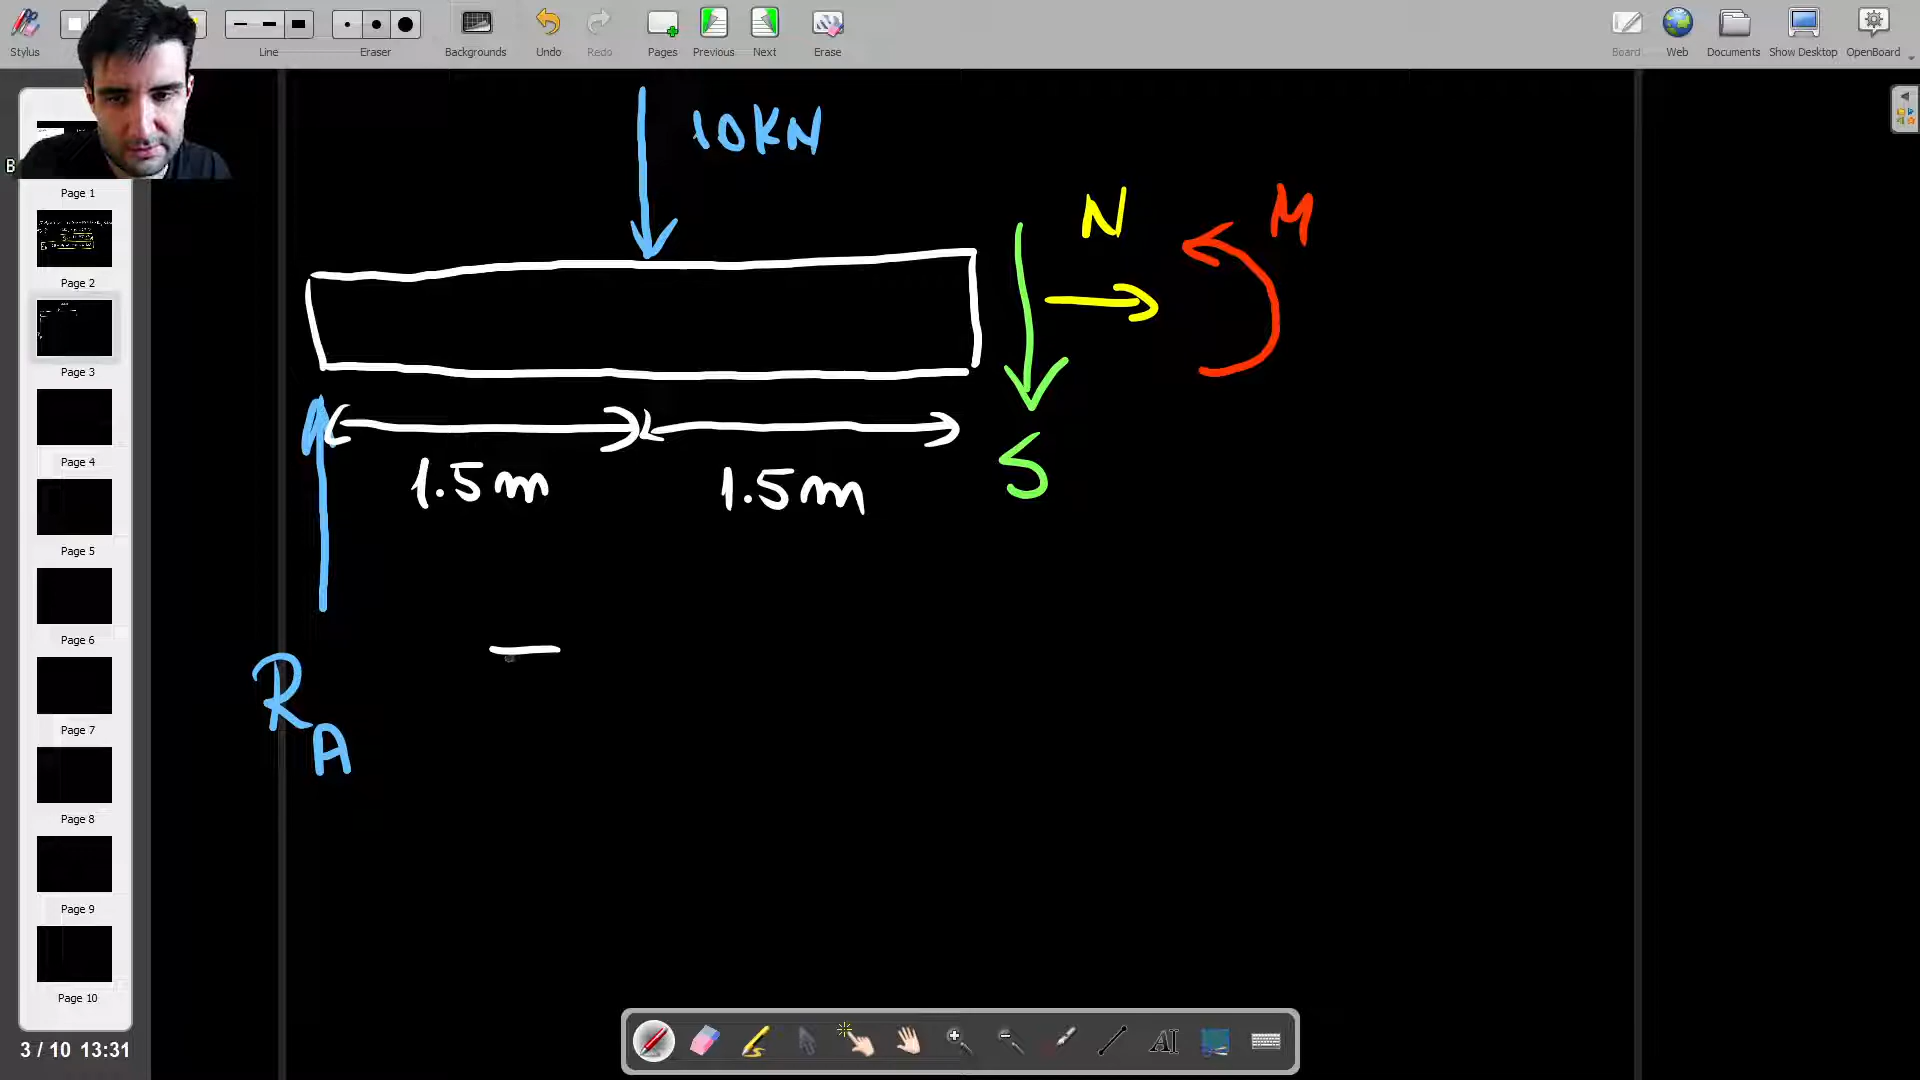 Stylus
Line
Eraser
Backgrounds
Undo
Redo
Pages
Previous
Next
Erase
Board
Web
Documents
Show Desktop
OpenBoard
B
Page 1
Page 2
Page 3
Page 4
Page 5
Page 6
Page 7
Page 8
Page 9
Page 10
10KN
N
M
1.5m
1.5m
S
R
A
3 / 10 13:31
AI